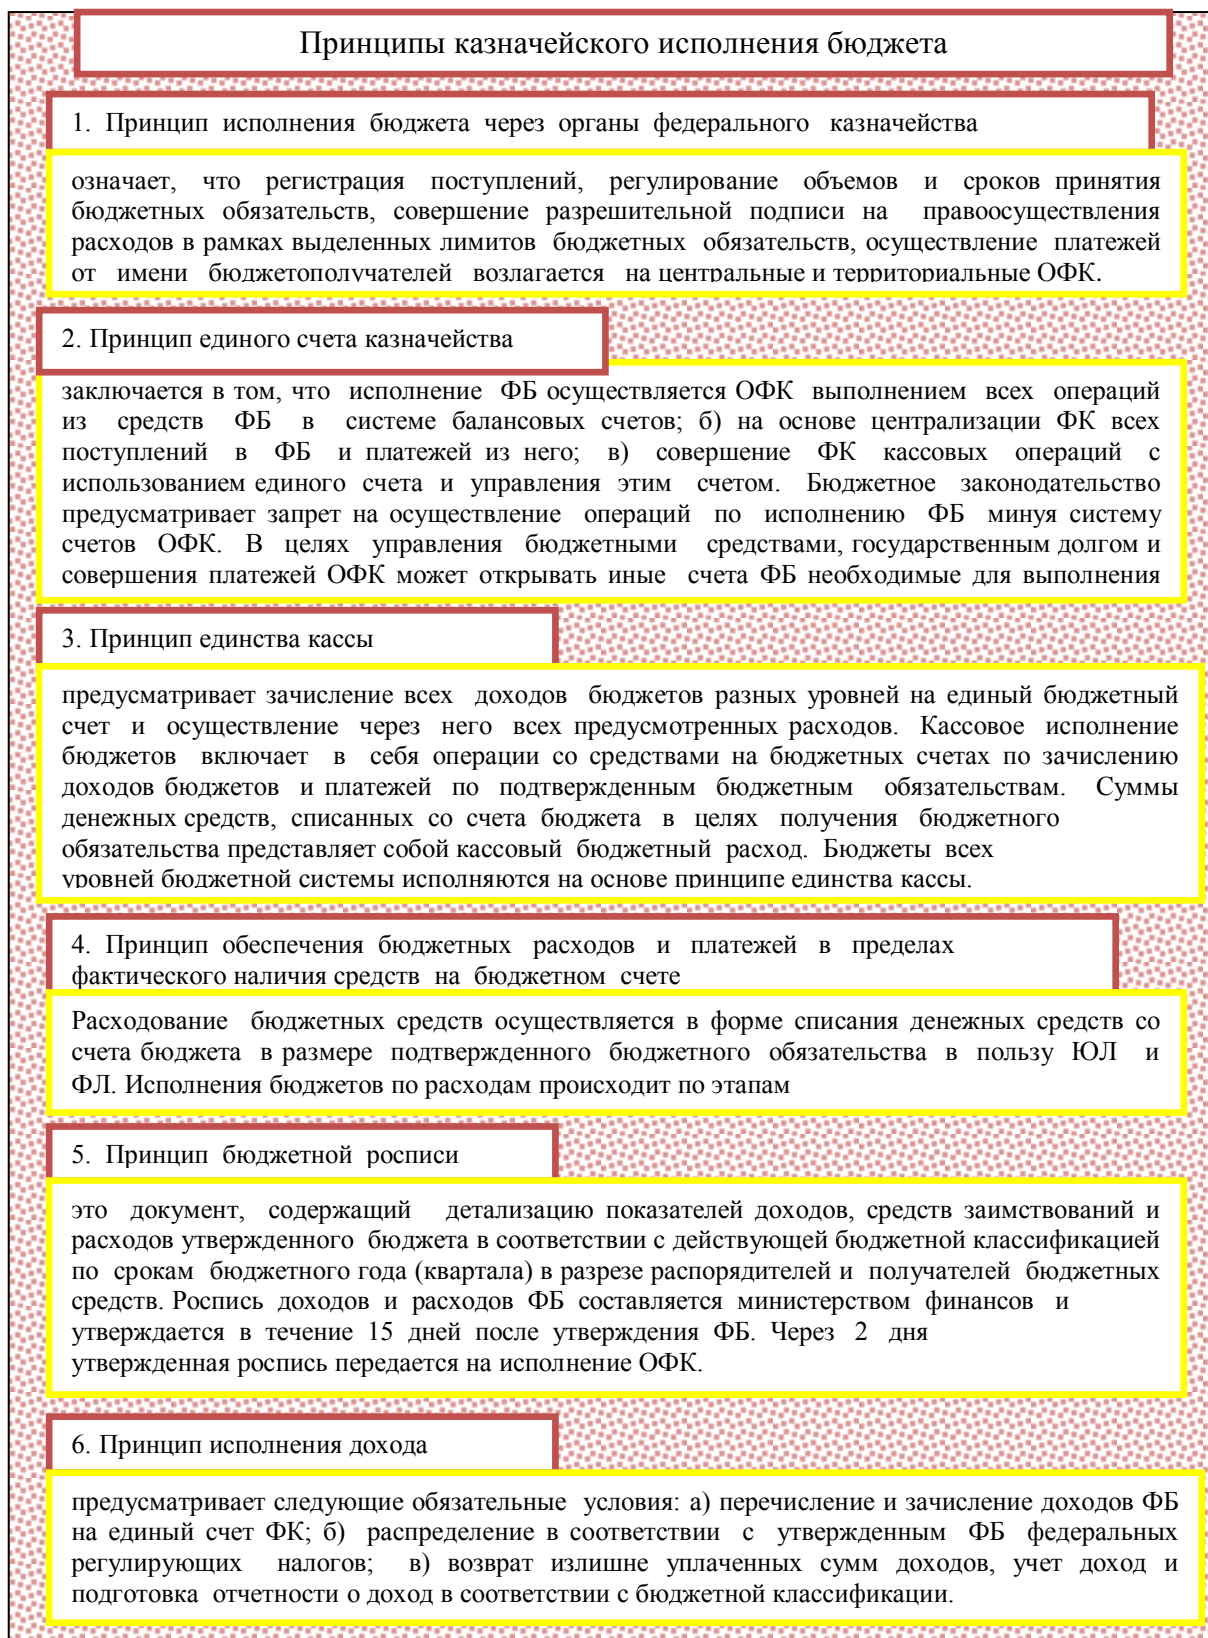 Принципы казначейского исполнения бюджета
1. Принцип исполнения бюджета через органы федерального казначейства
означает, что регистрация поступлений, регулирование объемов и сроков принятия
бюджетных обязательств, совершение разрешительной подписи на правоосуществления
расходов в рамках выделенных лимитов бюджетных обязательств, осуществление платежей
от имени бюджетополучателей возлагается на центральные и территориальные ОФК.
2. Принцип единого счета казначейства
заключается в том, что исполнение ФБ осуществляется ОФК выполнением всех операций
из средств ФБ в системе балансовых счетов; б) на основе централизации ФК всех
поступлений в ФБ и платежей из него; в) совершение ФК кассовых операций с
использованием единого счета и управления этим счетом. Бюджетное законодательство
предусматривает запрет на осуществление операций по исполнению ФБ минуя систему
счетов ОФК. В целях управления бюджетными средствами, государственным долгом и
совершения платежей ОФК может открывать иные счета ФБ необходимые для выполнения
3. Принцип единства кассы
предусматривает зачисление всех доходов бюджетов разных уровней на единый бюджетный
счет и осуществление через него всех предусмотренных расходов. Кассовое исполнение
бюджетов включает в себя операции со средствами на бюджетных счетах по зачислению
доходов бюджетов и платежей по подтвержденным бюджетным обязательствам. Суммы
денежных средств, списанных со счета бюджета в целях получения бюджетного
обязательства представляет собой кассовый бюджетный расход. Бюджеты всех
уровней бюджетной системы исполняются на основе принципе единства кассы.
4. Принцип обеспечения бюджетных расходов и платежей в пределах
фактического наличия средств на бюджетном счете
Расходование бюджетных средств осуществляется в форме списания денежных средств со
счета бюджета в размере подтвержденного бюджетного обязательства в пользу ЮЛ и
ФЛ. Исполнения бюджетов по расходам происходит по этапам
5. Принцип бюджетной росписи
это документ, содержащий детализацию показателей доходов, средств заимствований и
расходов утвержденного бюджета в соответствии с действующей бюджетной классификацией
по срокам бюджетного года (квартала) в разрезе распорядителей и получателей бюджетных
средств. Роспись доходов и расходов ФБ составляется министерством финансов и
утверждается в течение 15 дней после утверждения ФБ. Через 2 дня
утвержденная роспись передается на исполнение ОФК.
6. Принцип исполнения дохода
предусматривает следующие обязательные условия: а) перечисление и зачисление доходов ФБ
на единый счет ФК; б) распределение в соответствии с утвержденным ФБ федеральных
регулирующих налогов; в) возврат излишне уплаченных сумм доходов, учет доход и
подготовка отчетности о доход в соответствии с бюджетной классификации.